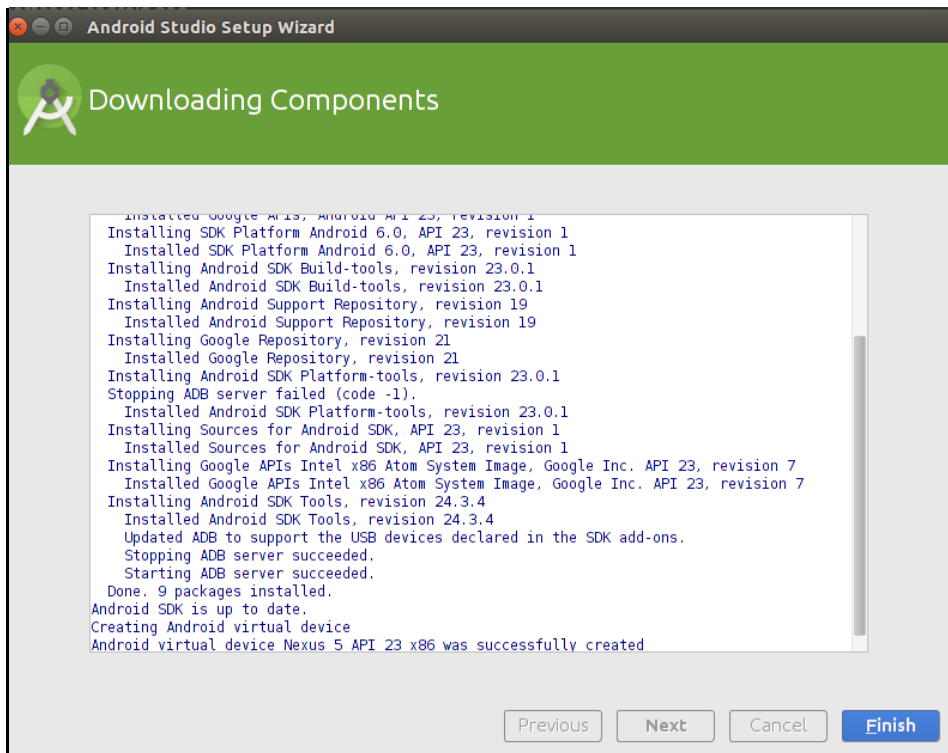 Android Studio Setup Wizard
Downloading Components
Installed Google APIs, Android API 23, revision 1
Installing SDK Platform Android 6.0, API 23, revision 1
Installed SDK Platform Android 6.0, API 23, revision 1
Installing Android SDK Build-tools, revision 23.0.1
Installed Android SDK Build-tools, revision 23.0.1
Installing Android Support Repository, revision 19
Installed Android Support Repository, revision 19
Installing Google Repository, revision 21
Installed Google Repository, revision 21
Installing Android SDK Platform-tools, revision 23.0.1
Stopping ADB server failed (code -1).
Installed Android SDK Platform-tools, revision 23.0.1
Installing Sources for Android SDK, API 23, revision 1
Installed Sources for Android SDK, API 23, revision 1
Installing Google APIs Intel x86 Atom System Image, Google Inc. API 23, revision 7
Installed Google APIs Intel x86 Atom System Image, Google Inc. API 23, revision 7
Installing Android SDK Tools, revision 24.3.4
Installed Android SDK Tools, revision 24.3.4
Updated ADB to support the USB devices declared in the SDK add-ons.
Stopping ADB server succeeded.
Starting ADB server succeeded.
Done. 9 packages installed.
Android SDK is up to date.
Creating Android virtual device
Android virtual device Nexus 5 API 23 x86 was successfully created
Previous Next Cancel Finish